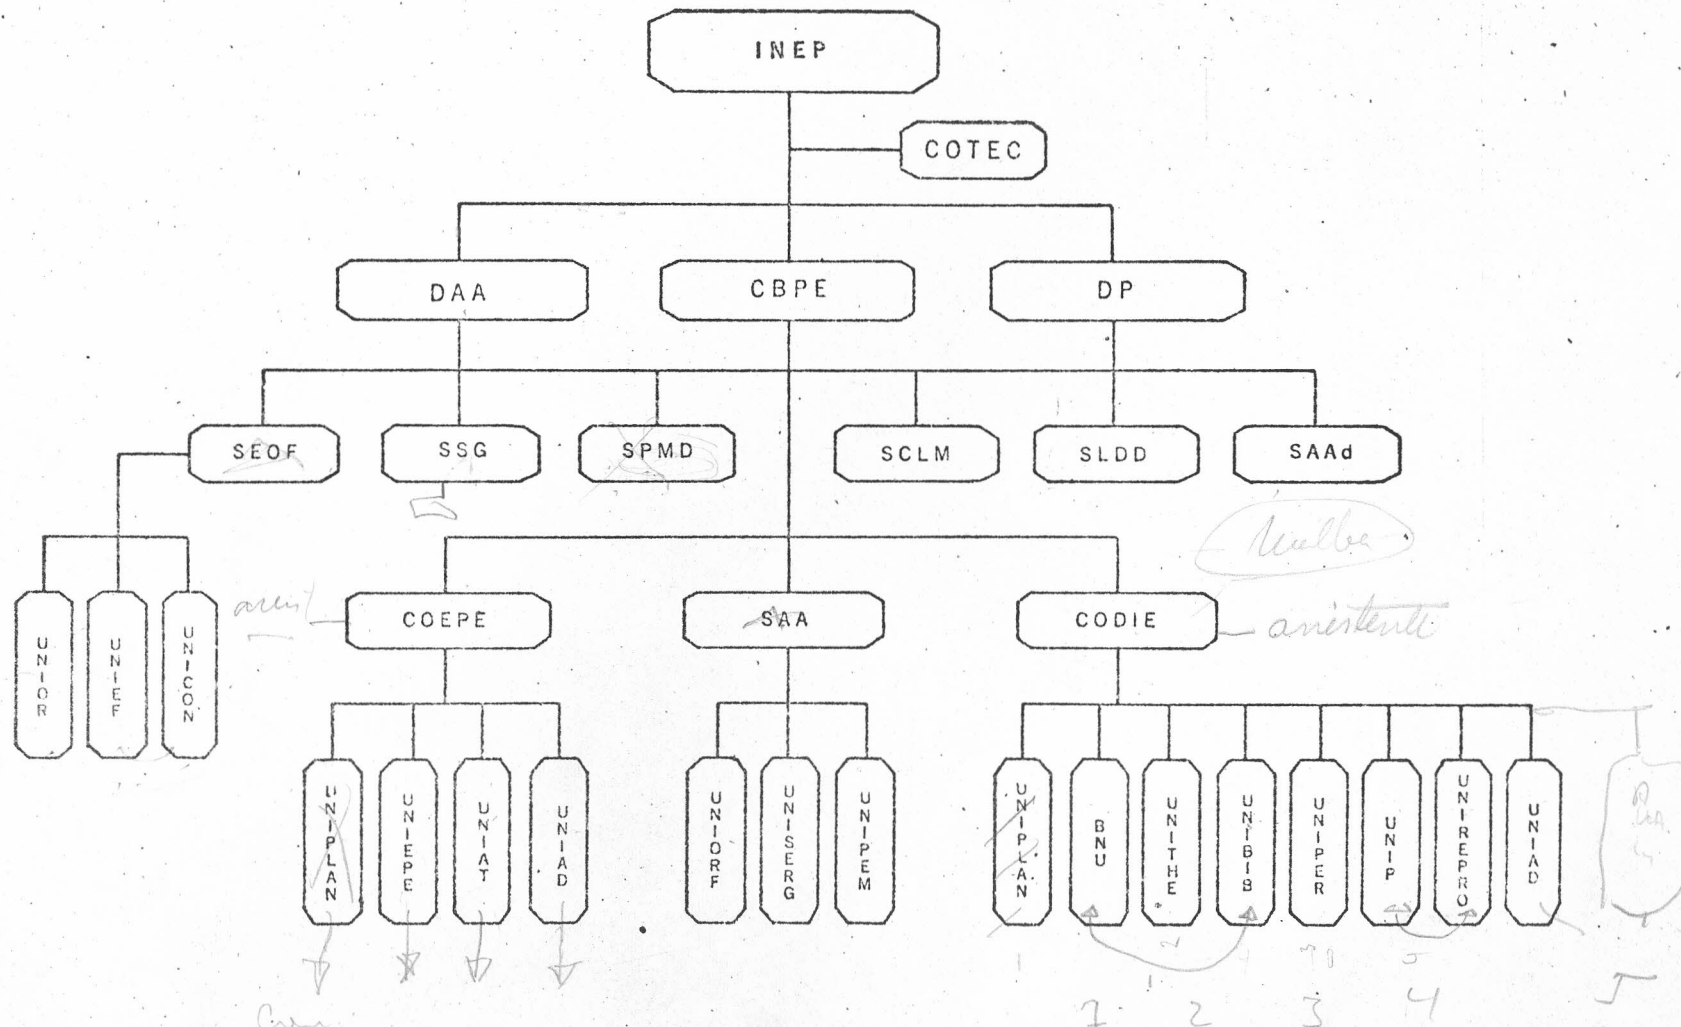 INEP
COTEC
DAA
CBPE
DP
SEOF
SSG
SPMD
SCLM
SLDD
SAAd
COEPE
SAA
CODIE
assistente
UNIOR
UNIEF
UNICON
UNIPLAN
UNIEPE
UNIAT
UNIAD
UNIORF
UNISERG
UNIPEM
UNIPLAN
BNU
UNITHE
UNIBIB
UNIPER
UNIP
UNIREPRO
UNIAD
1 2 3 4 5